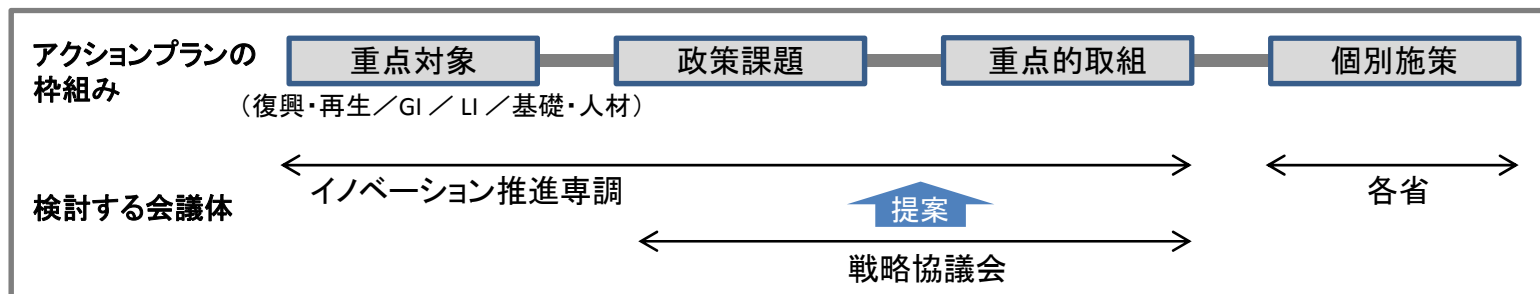 アクションプランの
枠組み
重点対象
政策課題
重点的取組
個別施策
(復興・再生／GI ／ LI ／基礎・人材)
検討する会議体
イノベーション推進専調
各省
提案
戦略協議会